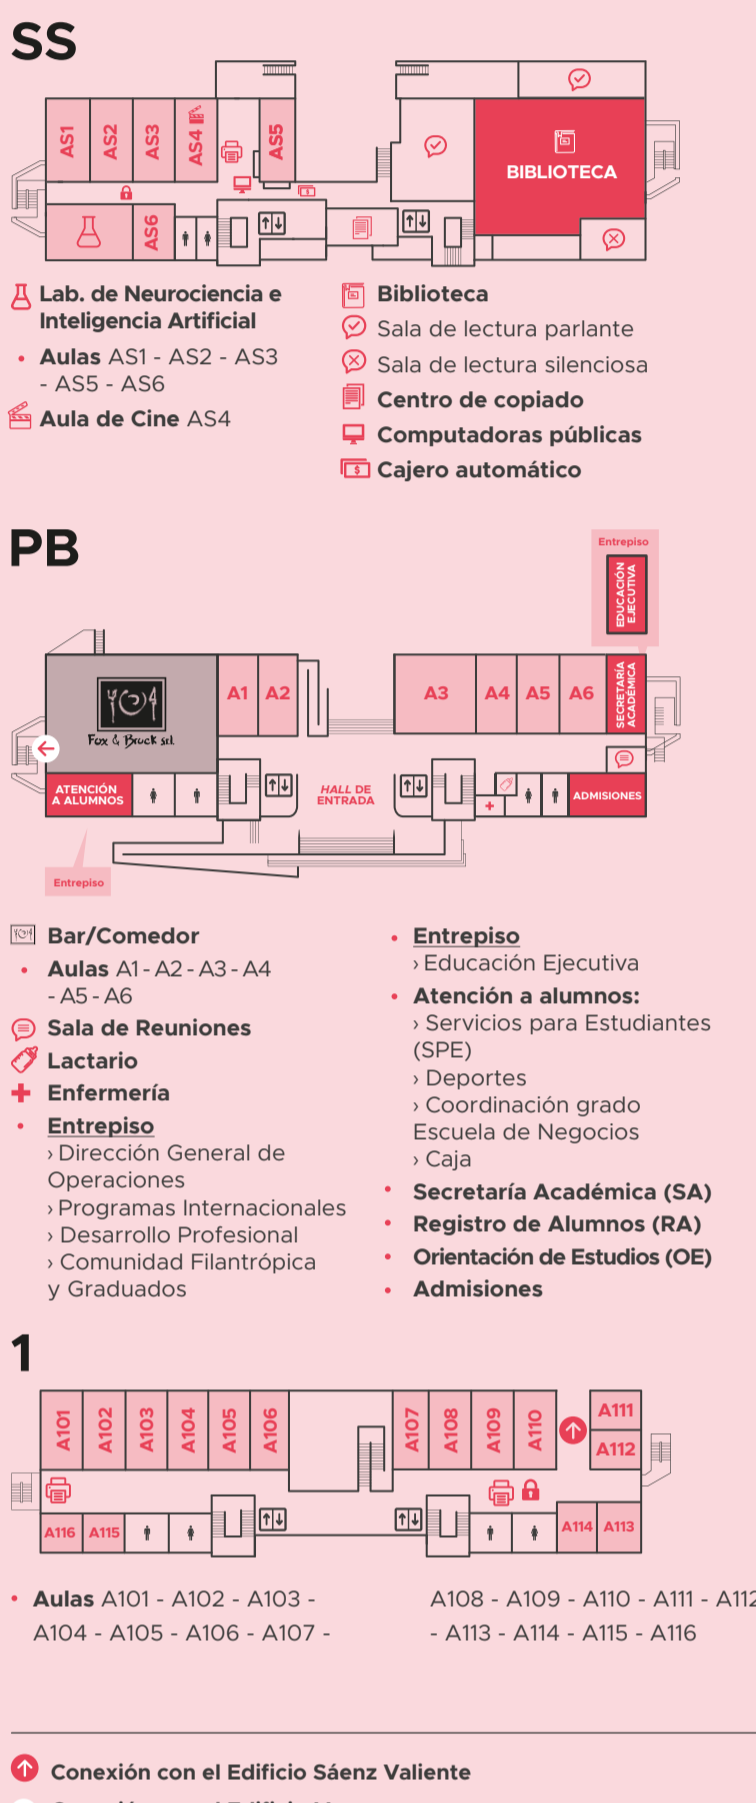 SS
AS1
AS2
AS3
AS4
AS5
BIBLIOTECA
AS6
Lab. de Neurociencia e
Inteligencia Artificial
• Aulas AS1 - AS2 - AS3
- AS5 - AS6
Aula de Cine AS4
Biblioteca
Sala de lectura parlante
Sala de lectura silenciosa
Centro de copiado
Computadoras públicas
Cajero automático
PB
Entrepiso
EDUCACIÓN
EJECUTIVA
Fox & Brock srl.
A1
A2
A3
A4
A5
A6
SECRETARÍA
ACADÉMICA
ATENCIÓN
A ALUMNOS
HALL DE
ENTRADA
ADMISIONES
Entrepiso
Bar/Comedor
• Aulas A1 - A2 - A3 - A4
- A5 - A6
Sala de Reuniones
Lactario
Enfermería
• Entrepiso
› Dirección General de
Operaciones
› Programas Internacionales
› Desarrollo Profesional
› Comunidad Filantrópica
y Graduados
• Entrepiso
› Educación Ejecutiva
• Atención a alumnos:
› Servicios para Estudiantes
(SPE)
› Deportes
› Coordinación grado
Escuela de Negocios
› Caja
• Secretaría Académica (SA)
• Registro de Alumnos (RA)
• Orientación de Estudios (OE)
• Admisiones
1
A101
A102
A103
A104
A105
A106
A107
A108
A109
A110
A111
A112
A116
A115
A114
A113
• Aulas A101 - A102 - A103 -
A104 - A105 - A106 - A107 -
A108 - A109 - A110 - A111 - A112
- A113 - A114 - A115 - A116
Conexión con el Edificio Sáenz Valiente